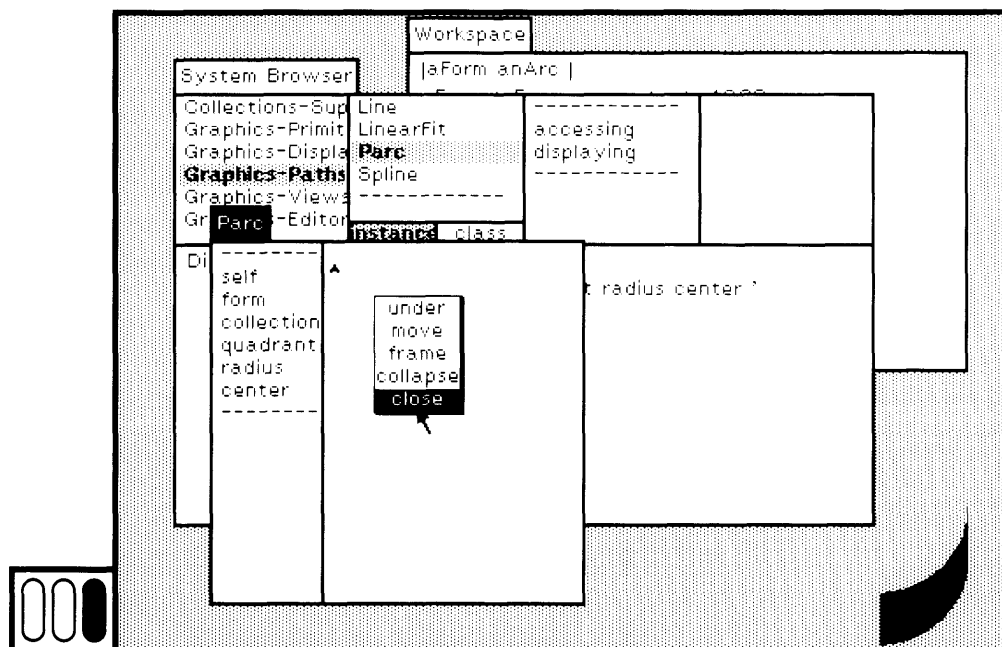 Workspace
|aForm anArc |
System Browser
Collections-Sup
Graphics-Primit
Graphics-Displa
Graphics-Paths
Graphics-Views
Gr -Editor
Line
LinearFit
Parc
Spline
----------
instance class
----------
accessing
displaying
----------
Parc
Di
t radius center '
----------
self
form
collection
quadrant
radius
center
----------
under
move
frame
collapse
close